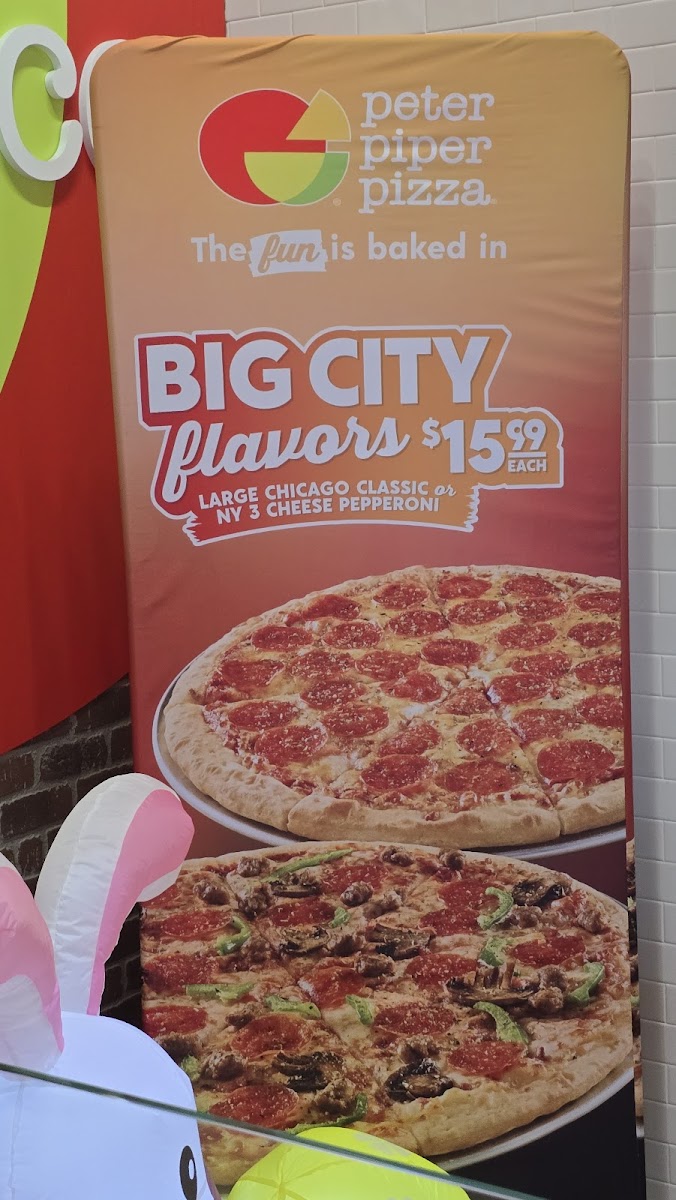 peter
piper
pizza
The fun is baked in
BIG CITY
flavors $15.99 EACH
LARGE CHICAGO CLASSIC or
NY 3 CHEESE PEPPERONI